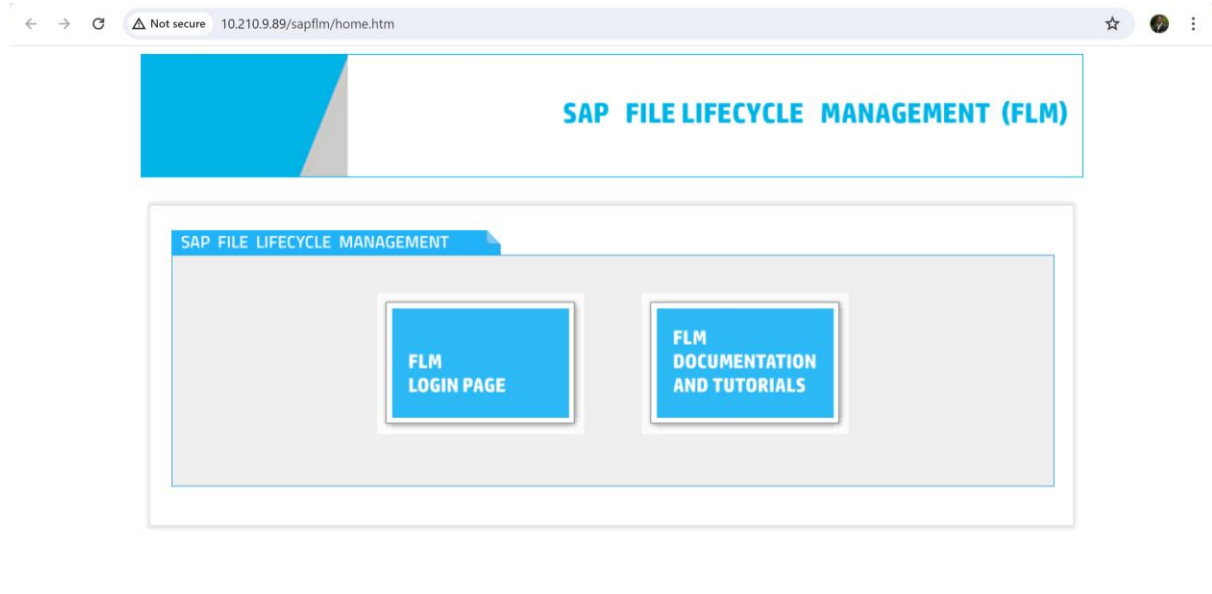 Not secure 10.210.9.89/sapflm/home.htm
SAP FILE LIFECYCLE MANAGEMENT (FLM)
SAP FILE LIFECYCLE MANAGEMENT
FLM
LOGIN PAGE
FLM
DOCUMENTATION
AND TUTORIALS